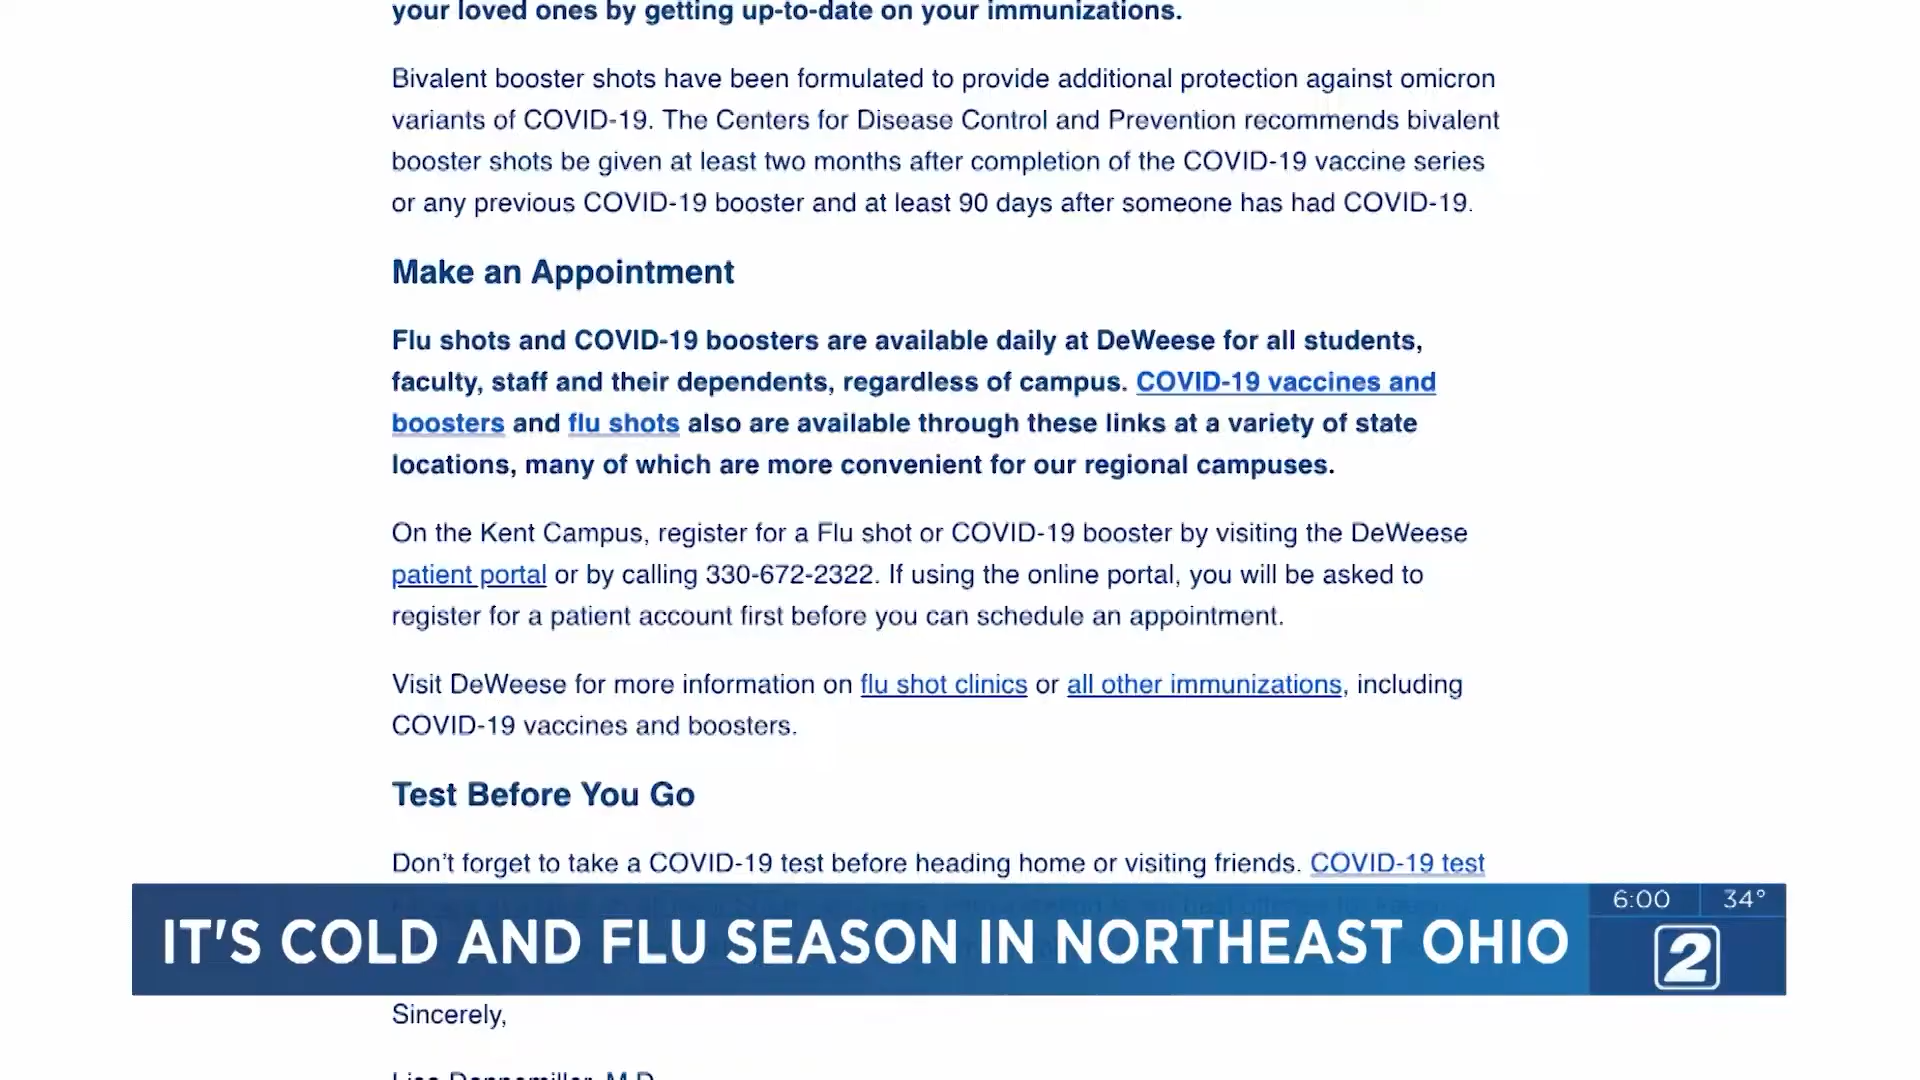 your loved ones by getting up-to-date on your immunizations.
Bivalent booster shots have been formulated to provide additional protection against omicron
variants of COVID-19. The Centers for Disease Control and Prevention recommends bivalent
booster shots be given at least two months after completion of the COVID-19 vaccine series
or any previous COVID-19 booster and at least 90 days after someone has had COVID-19.
Make an Appointment
Flu shots and COVID-19 boosters are available daily at DeWeese for all students,
faculty, staff and their dependents, regardless of campus. COVID-19 vaccines and
boosters and flu shots also are available through these links at a variety of state
locations, many of which are more convenient for our regional campuses.
On the Kent Campus, register for a Flu shot or COVID-19 booster by visiting the DeWeese
patient portal or by calling 330-672-2322. If using the online portal, you will be asked to
register for a patient account first before you can schedule an appointment.
Visit DeWeese for more information on flu shot clinics or all other immunizations, including
COVID-19 vaccines and boosters.
Test Before You Go
Don't forget to take a COVID-19 test before heading home or visiting friends. COVID-19 test
6:00 34°
IT'S COLD AND FLU SEASON IN NORTHEAST OHIO
2
Sincerely,